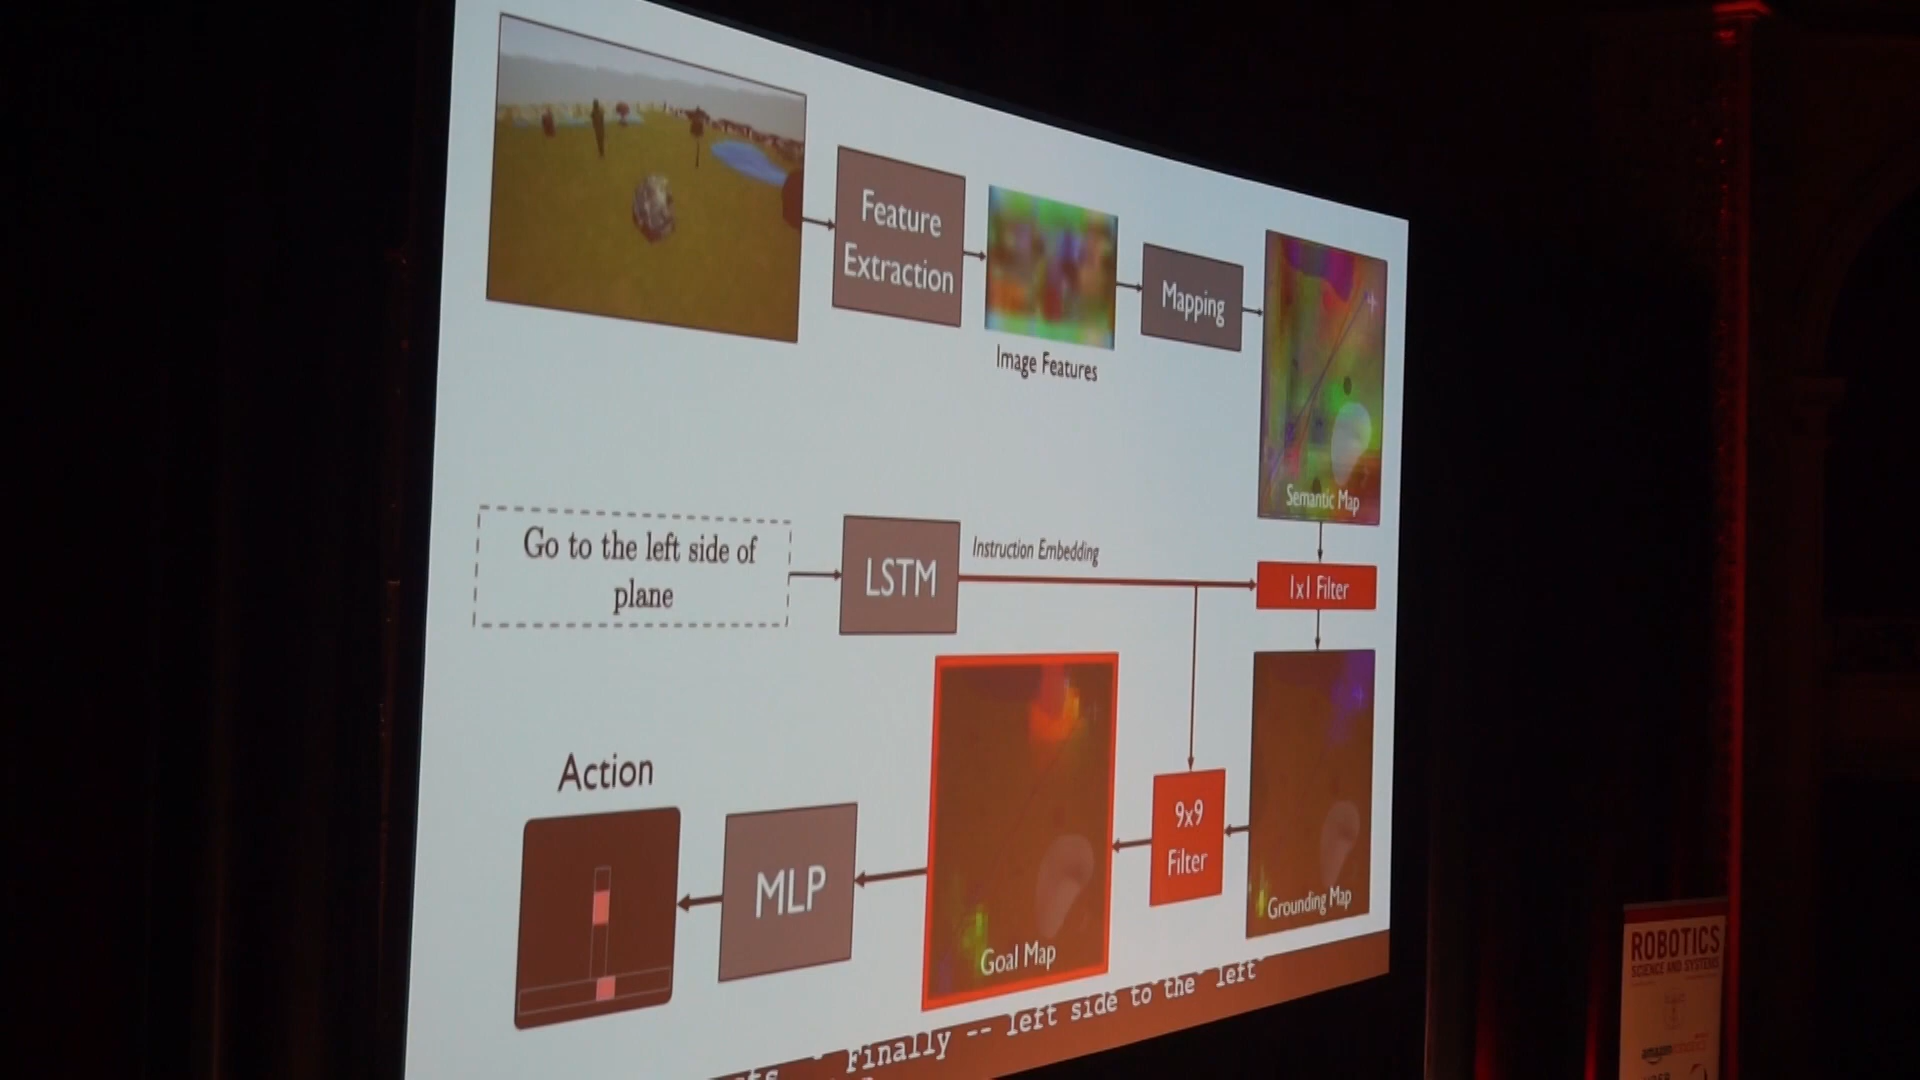 Feature
Extraction
Image Features
Mapping
Semantic Map
Go to the left side of
plane
LSTM
Instruction Embedding
1x1 Filter
Action
MLP
Goal Map
9x9
Filter
Grounding Map
Finally -- left side to the left
ROBOTICS
SCIENCE AND SYSTEMS